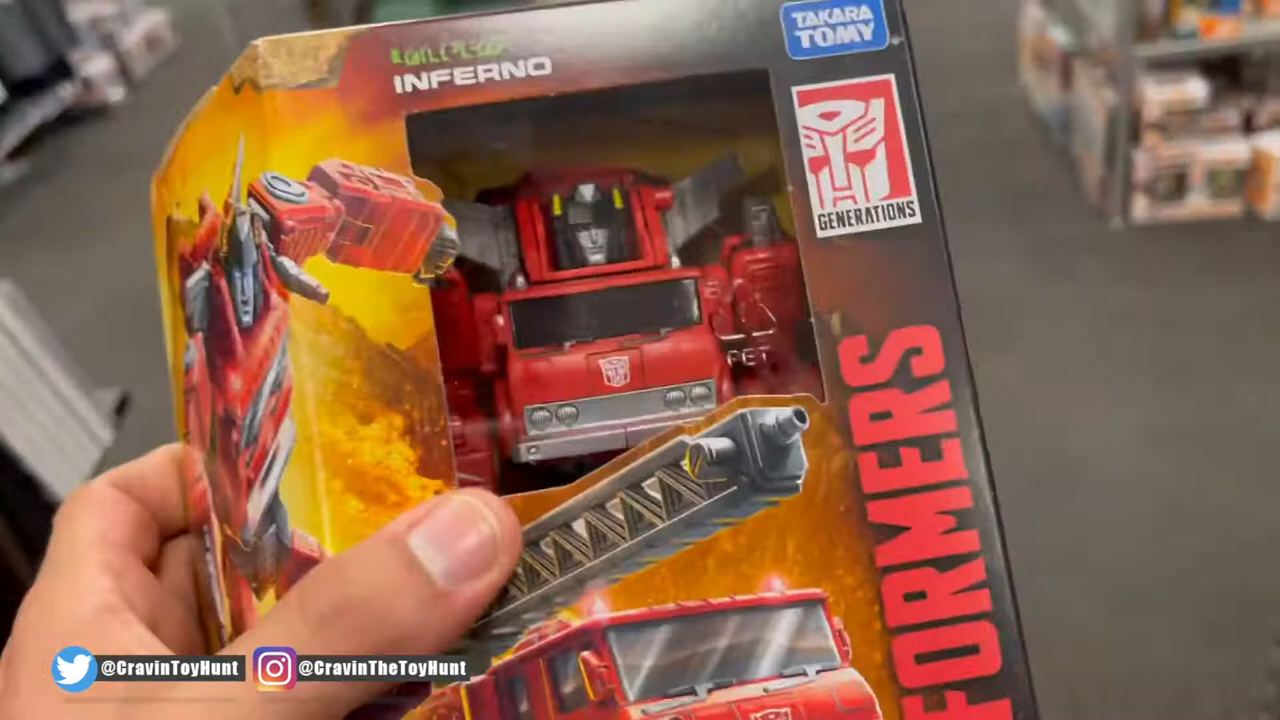 INFERNO
TAKARA
TOMY
GENERATIONS
FORMERS
@CravinToyHunt
@CravinTheToyHunt